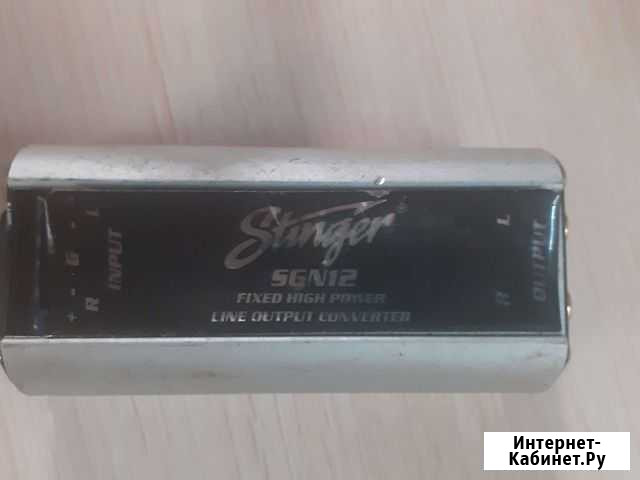 Stinger®
SGN12
FIXED HIGH POWER
LINE OUTPUT CONVERTER
+ - G - L
R INPUT
L
R OUTPUT
Интернет-
Кабинет.Ру